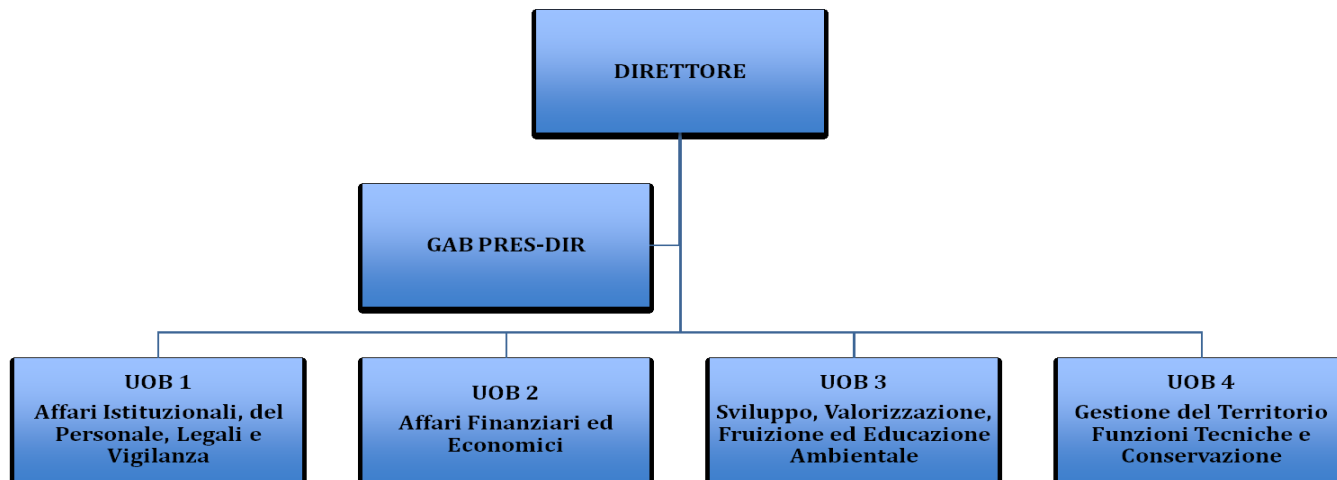 DIRETTORE
GAB PRES-DIR
UOB 1
Affari Istituzionali, del
Personale, Legali e
Vigilanza
UOB 2
Affari Finanziari ed
Economici
UOB 3
Sviluppo, Valorizzazione,
Fruizione ed Educazione
Ambientale
UOB 4
Gestione del Territorio
Funzioni Tecniche e
Conservazione